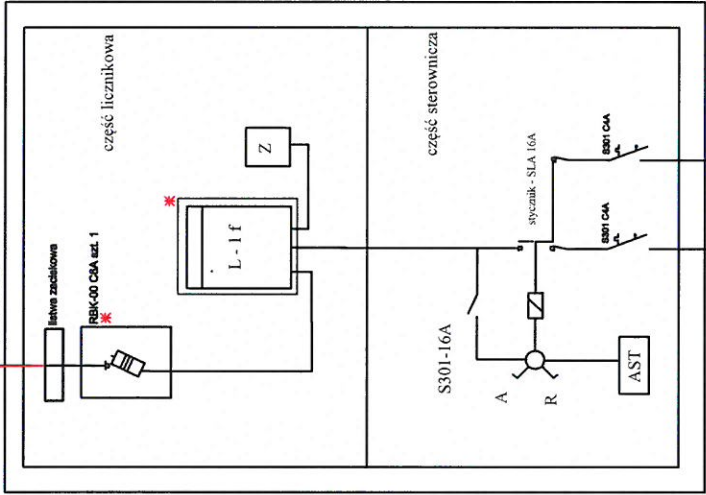 listwa zaciskowa
RBK-00 C6A szt. 1
część licznikowa
L - 1 f
Z
część sterownicza
S301-16A
stycznik - SLA 16A
S301 C4A
S301 C4A
A
R
AST